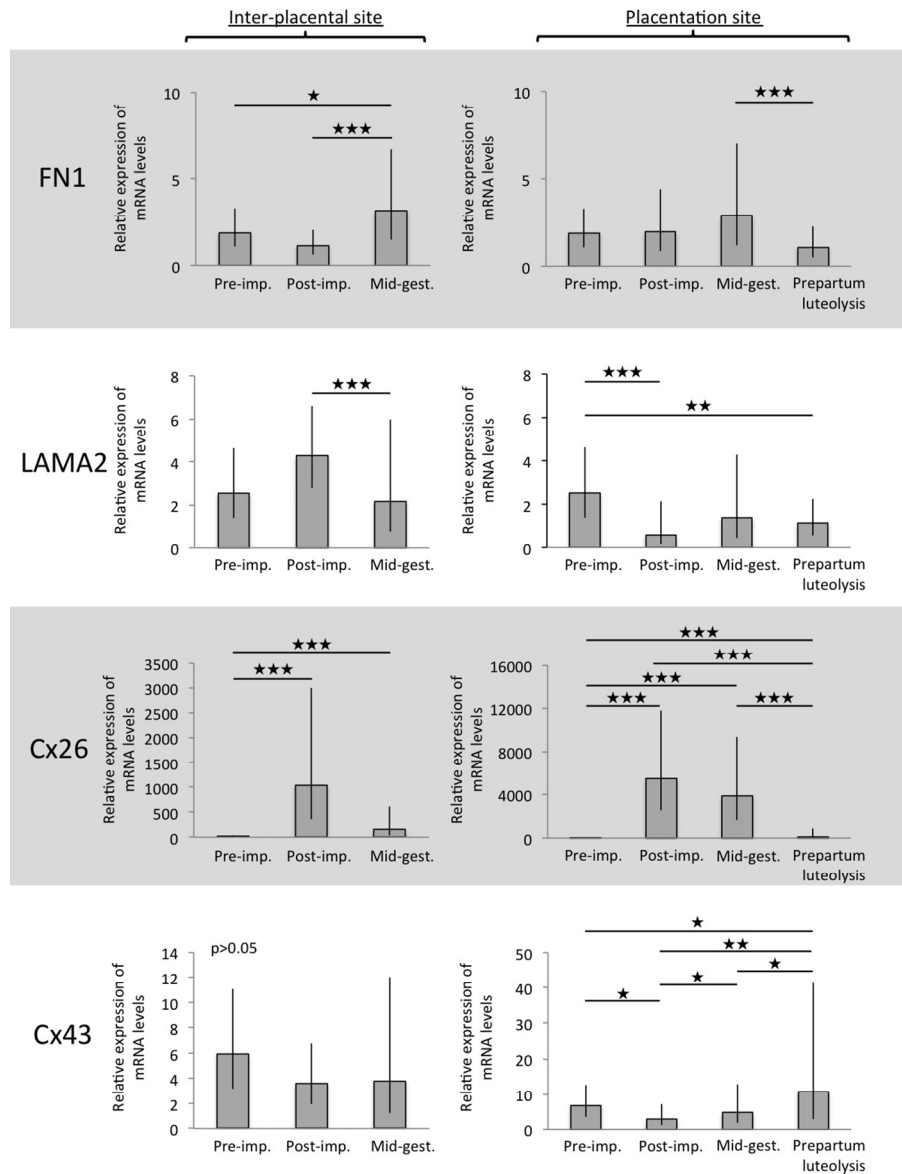 Inter-placental site
Placentation site
FN1
Relative expression of
mRNA levels
10
5
0
★
★★★
Pre-imp.
Post-imp.
Mid-gest.
Relative expression of
mRNA levels
10
5
0
★★★
Pre-imp.
Post-imp.
Mid-gest.
Prepartum
luteolysis
LAMA2
Relative expression of
mRNA levels
8
6
4
2
0
★★★
Pre-imp.
Post-imp.
Mid-gest.
Relative expression of
mRNA levels
8
6
4
2
0
★★★
★★
Pre-imp.
Post-imp.
Mid-gest.
Prepartum
luteolysis
Cx26
Relative expression of
mRNA levels
3500
3000
2500
2000
1500
1000
500
0
★★★
★★★
Pre-imp.
Post-imp.
Mid-gest.
Relative expression of
mRNA levels
16000
12000
8000
4000
0
★★★
★★★
★★★
★★★
★★★
Pre-imp.
Post-imp.
Mid-gest.
Prepartum
luteolysis
Cx43
Relative expression of
mRNA levels
p>0.05
14
12
10
8
6
4
2
0
Pre-imp.
Post-imp.
Mid-gest.
Relative expression of
mRNA levels
50
40
30
20
10
0
★
★★
★
★
★
Pre-imp.
Post-imp.
Mid-gest.
Prepartum
luteolysis